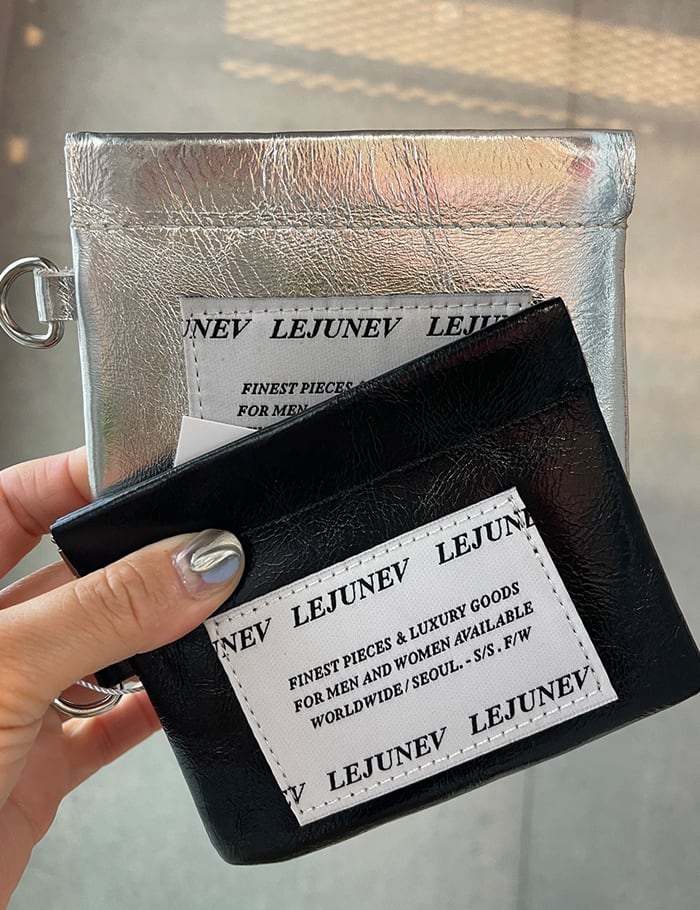 LEJUNEV
FINEST PIECES
FOR MEN
LEJUNEV
FINEST PIECES & LUXURY GOODS
FOR MEN AND WOMEN AVAILABLE
WORLDWIDE / SEOUL. - S/S . F/W
LEJUNEV LEJUNEV